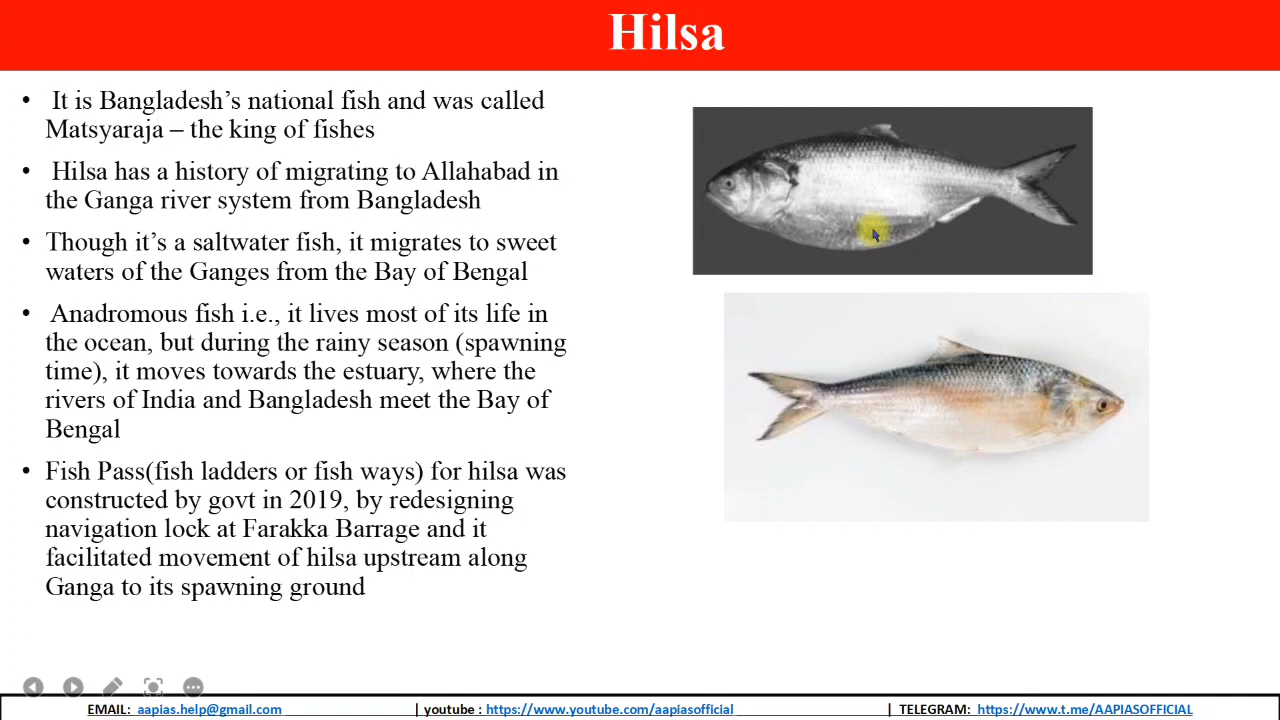 Hilsa
• It is Bangladesh’s national fish and was called
Matsyaraja – the king of fishes
• Hilsa has a history of migrating to Allahabad in
the Ganga river system from Bangladesh
• Though it’s a saltwater fish, it migrates to sweet
waters of the Ganges from the Bay of Bengal
• Anadromous fish i.e., it lives most of its life in
the ocean, but during the rainy season (spawning
time), it moves towards the estuary, where the
rivers of India and Bangladesh meet the Bay of
Bengal
• Fish Pass(fish ladders or fish ways) for hilsa was
constructed by govt in 2019, by redesigning
navigation lock at Farakka Barrage and it
facilitated movement of hilsa upstream along
Ganga to its spawning ground
EMAIL: aapias.help@gmail.com | youtube : https://www.youtube.com/aapiasofficial | TELEGRAM: https://www.t.me/AAPIASOFFICIAL